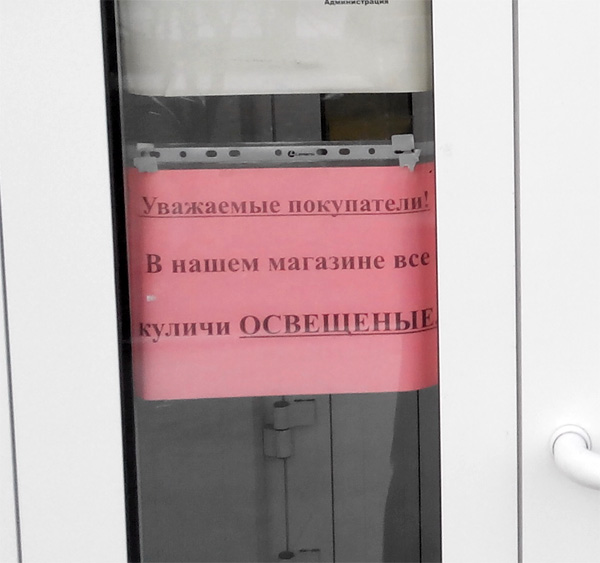 Администрация
Уважаемые покупатели!
В нашем магазине все
куличи ОСВЕЩЕНЫЕ.